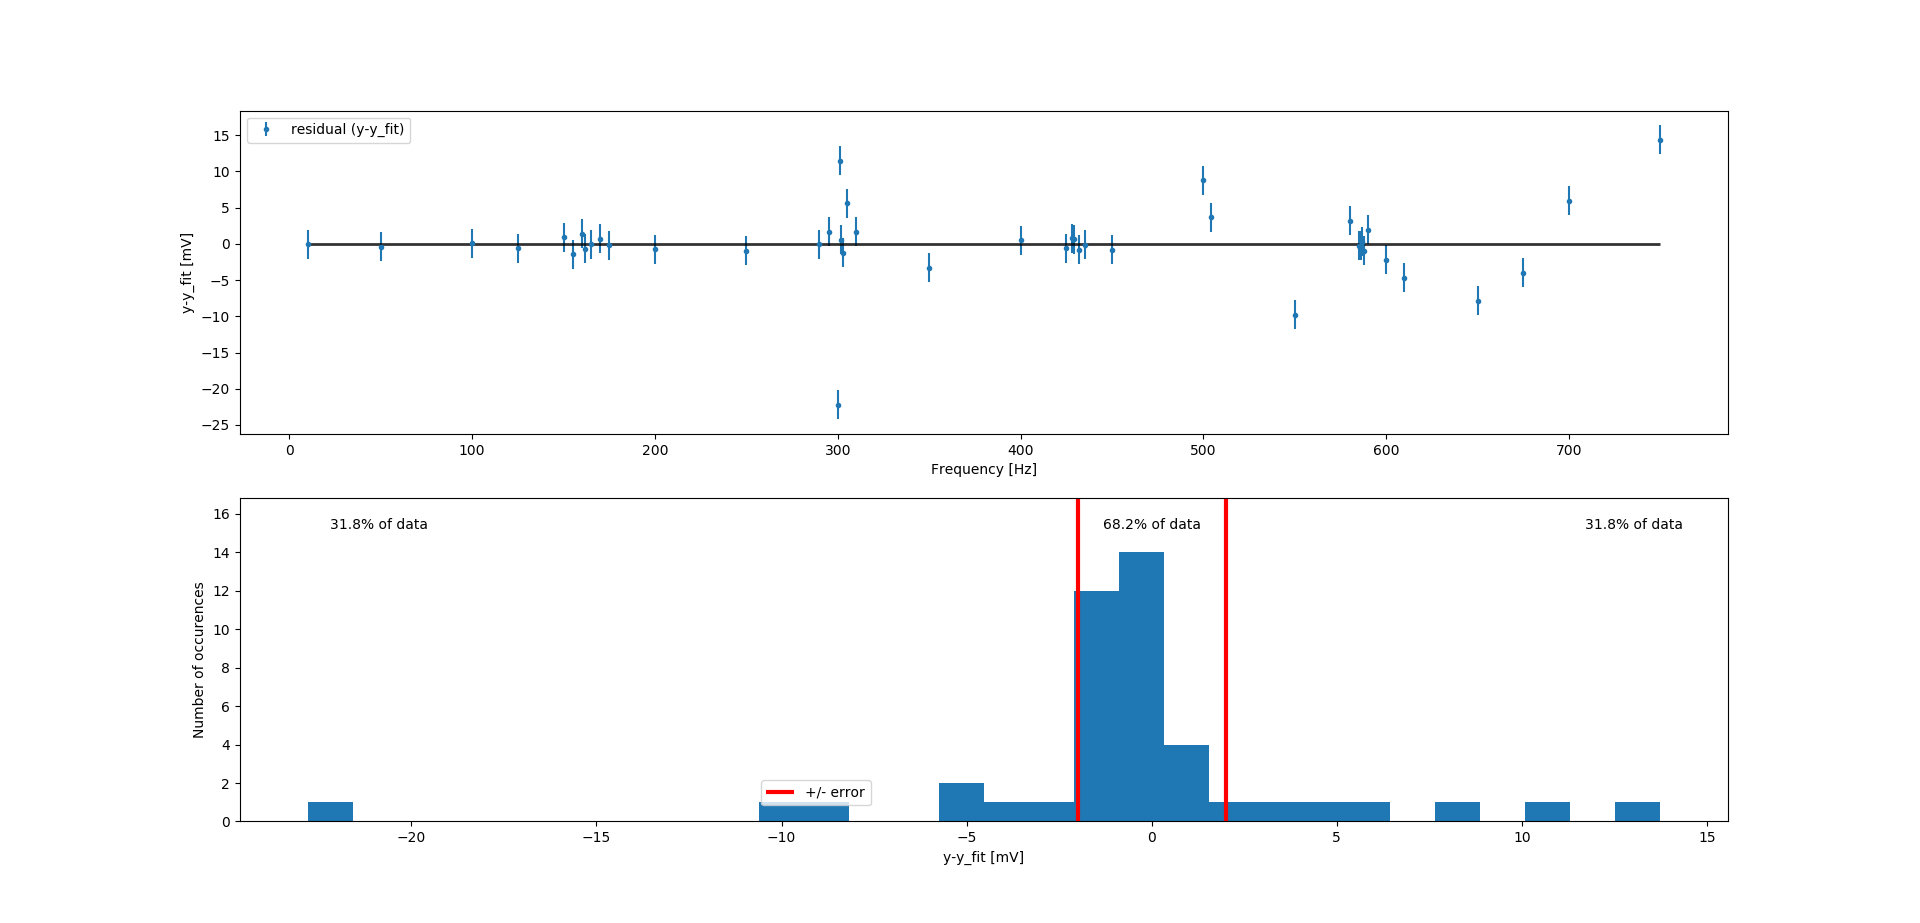 residual (y-y_fit)
15
10
5
0
−5
−10
−15
−20
−25
y-y_fit [mV]
0 100 200 300 400 500 600 700
Frequency [Hz]
31.8% of data 68.2% of data 31.8% of data
16
14
12
10
8
6
4
2
0
Number of occurences
+/- error
−20 −15 −10 −5 0 5 10 15
y-y_fit [mV]